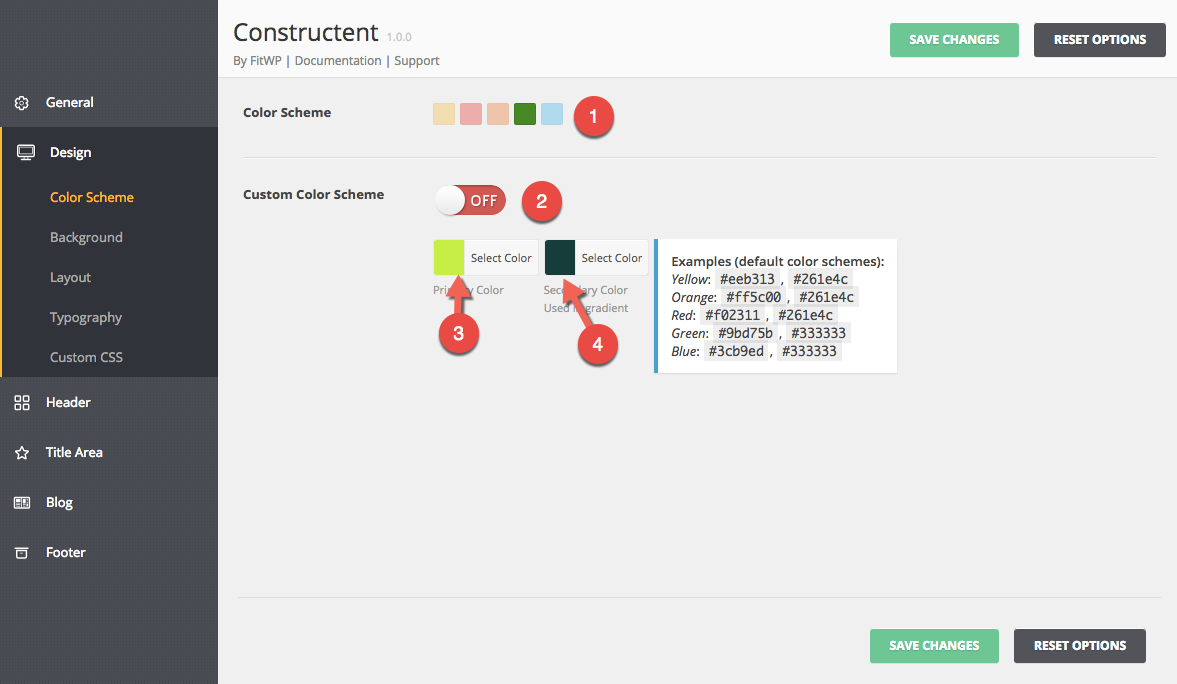 Constructent 1.0.0
By FitWP | Documentation | Support
SAVE CHANGES
RESET OPTIONS
General
Design
Color Scheme
Background
Layout
Typography
Custom CSS
Header
Title Area
Blog
Footer
Color Scheme
1
Custom Color Scheme
OFF
2
Select Color
Select Color
Primary Color
Secondary Color
Used in gradient
3
4
Examples (default color schemes):
Yellow: #eeb313 , #261e4c
Orange: #ff5c00 , #261e4c
Red: #f02311 , #261e4c
Green: #9bd75b , #333333
Blue: #3cb9ed , #333333
SAVE CHANGES
RESET OPTIONS